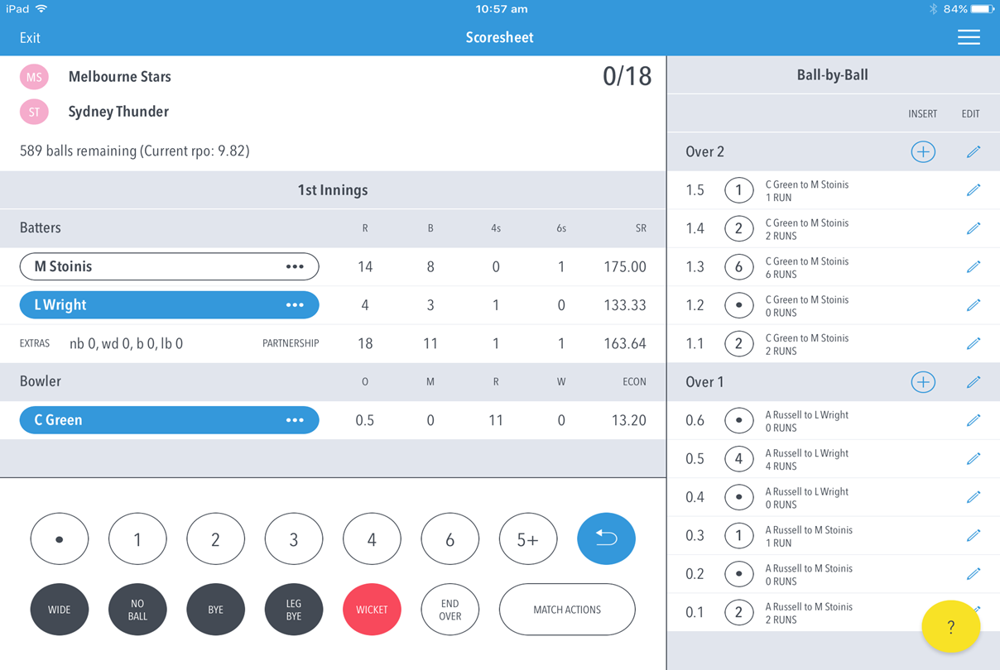 iPad 10:57 am 84%
Exit Scoresheet
MS Melbourne Stars 0/18
ST Sydney Thunder
589 balls remaining (Current rpo: 9.82)
1st Innings
Batters R B 4s 6s SR
M Stoinis ••• 14 8 0 1 175.00
L Wright ••• 4 3 1 0 133.33
EXTRAS nb 0, wd 0, b 0, lb 0 PARTNERSHIP 18 11 1 1 163.64
Bowler O M R W ECON
C Green ••• 0.5 0 11 0 13.20
• 1 2 3 4 6 5+
WIDE NO BALL BYE LEG BYE WICKET END OVER MATCH ACTIONS
Ball-by-Ball
INSERT EDIT
Over 2 +
1.5 1 C Green to M Stoinis
1 RUN
1.4 2 C Green to M Stoinis
2 RUNS
1.3 6 C Green to M Stoinis
6 RUNS
1.2 • C Green to M Stoinis
0 RUNS
1.1 2 C Green to M Stoinis
2 RUNS
Over 1 +
0.6 • A Russell to L Wright
0 RUNS
0.5 4 A Russell to L Wright
4 RUNS
0.4 • A Russell to L Wright
0 RUNS
0.3 1 A Russell to M Stoinis
1 RUN
0.2 • A Russell to M Stoinis
0 RUNS
0.1 2 A Russell to M Stoinis
2 RUNS
?